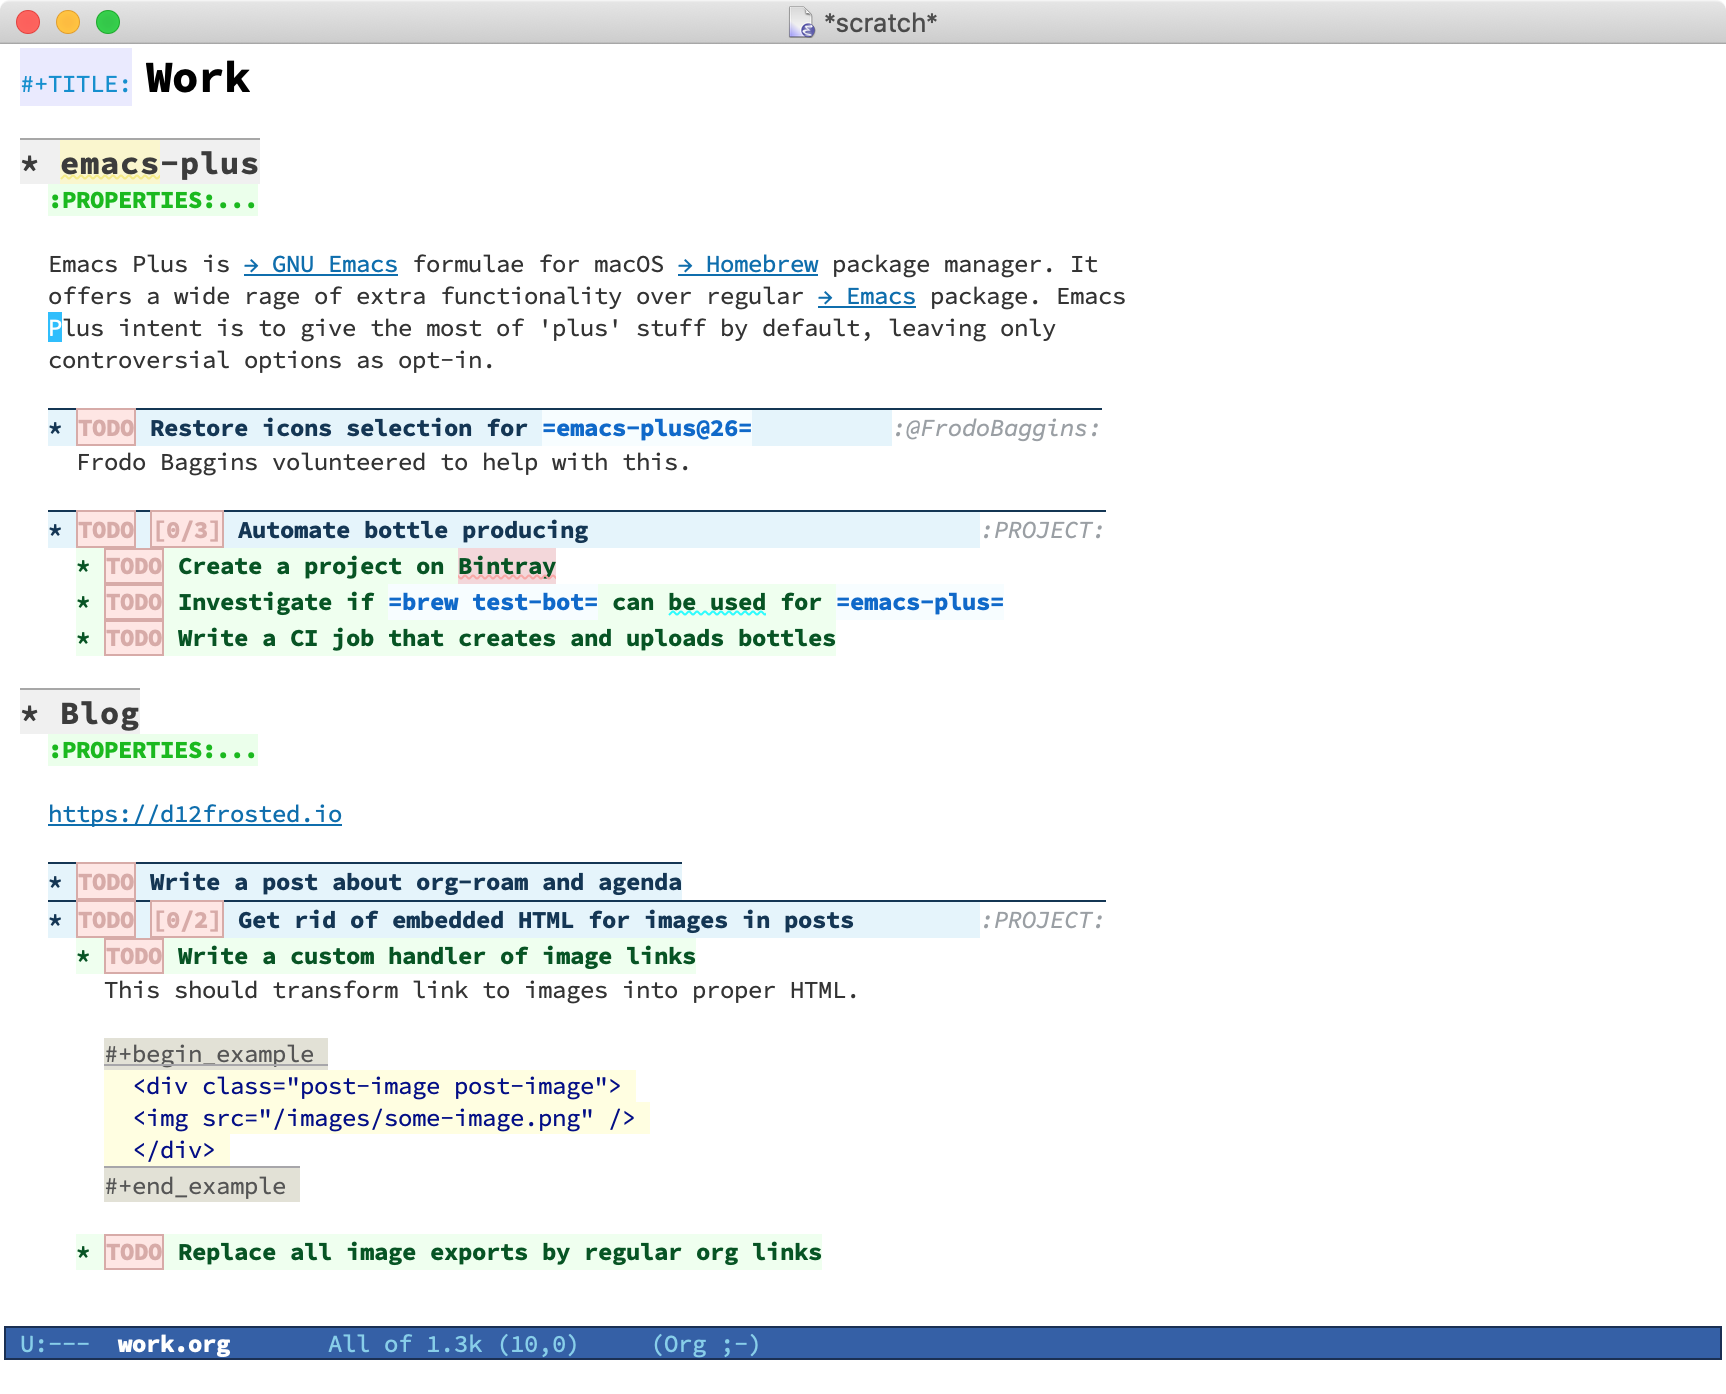 *scratch*
#+TITLE: Work
* emacs-plus
:PROPERTIES:...
Emacs Plus is → GNU Emacs formulae for macOS → Homebrew package manager. It
offers a wide rage of extra functionality over regular → Emacs package. Emacs
Plus intent is to give the most of 'plus' stuff by default, leaving only
controversial options as opt-in.
* TODO Restore icons selection for =emacs-plus@26= :@FrodoBaggins:
Frodo Baggins volunteered to help with this.
* TODO [0/3] Automate bottle producing :PROJECT:
* TODO Create a project on Bintray
* TODO Investigate if =brew test-bot= can be used for =emacs-plus=
* TODO Write a CI job that creates and uploads bottles
* Blog
:PROPERTIES:...
https://d12frosted.io
* TODO Write a post about org-roam and agenda
* TODO [0/2] Get rid of embedded HTML for images in posts :PROJECT:
* TODO Write a custom handler of image links
This should transform link to images into proper HTML.
#+begin_example
<div class="post-image post-image">
<img src="/images/some-image.png" />
</div>
#+end_example
* TODO Replace all image exports by regular org links
U:--- work.org All of 1.3k (10,0) (Org ;-)